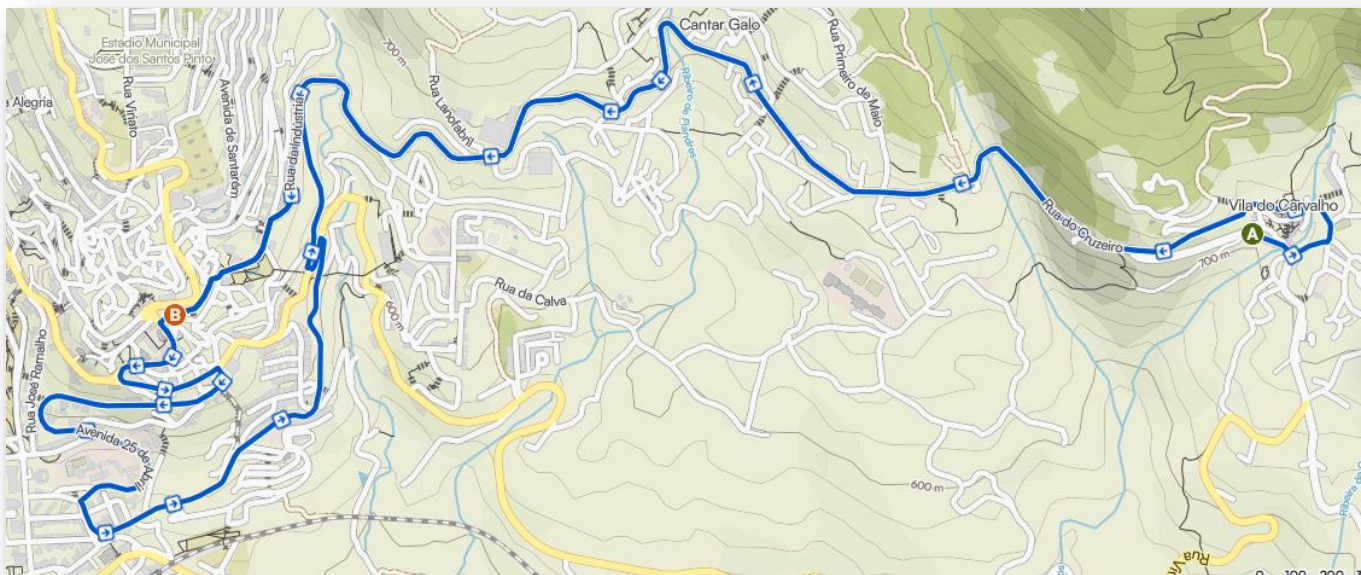 Cantar Galo
Estádio Municipal
José dos Santos Pinto
700 m
Rua Primeiro de Maio
Alegria
Rua Viriato
Avenida de Santarém
Rua da Indústria
Rua Lanofabril
Ribeiro de Flandres
Vila do Carvalho
A
Rua do Cruzeiro
700 m
Rua da Calva
600 m
B
Rua José Ramalho
Avenida 25 de Abril
600 m